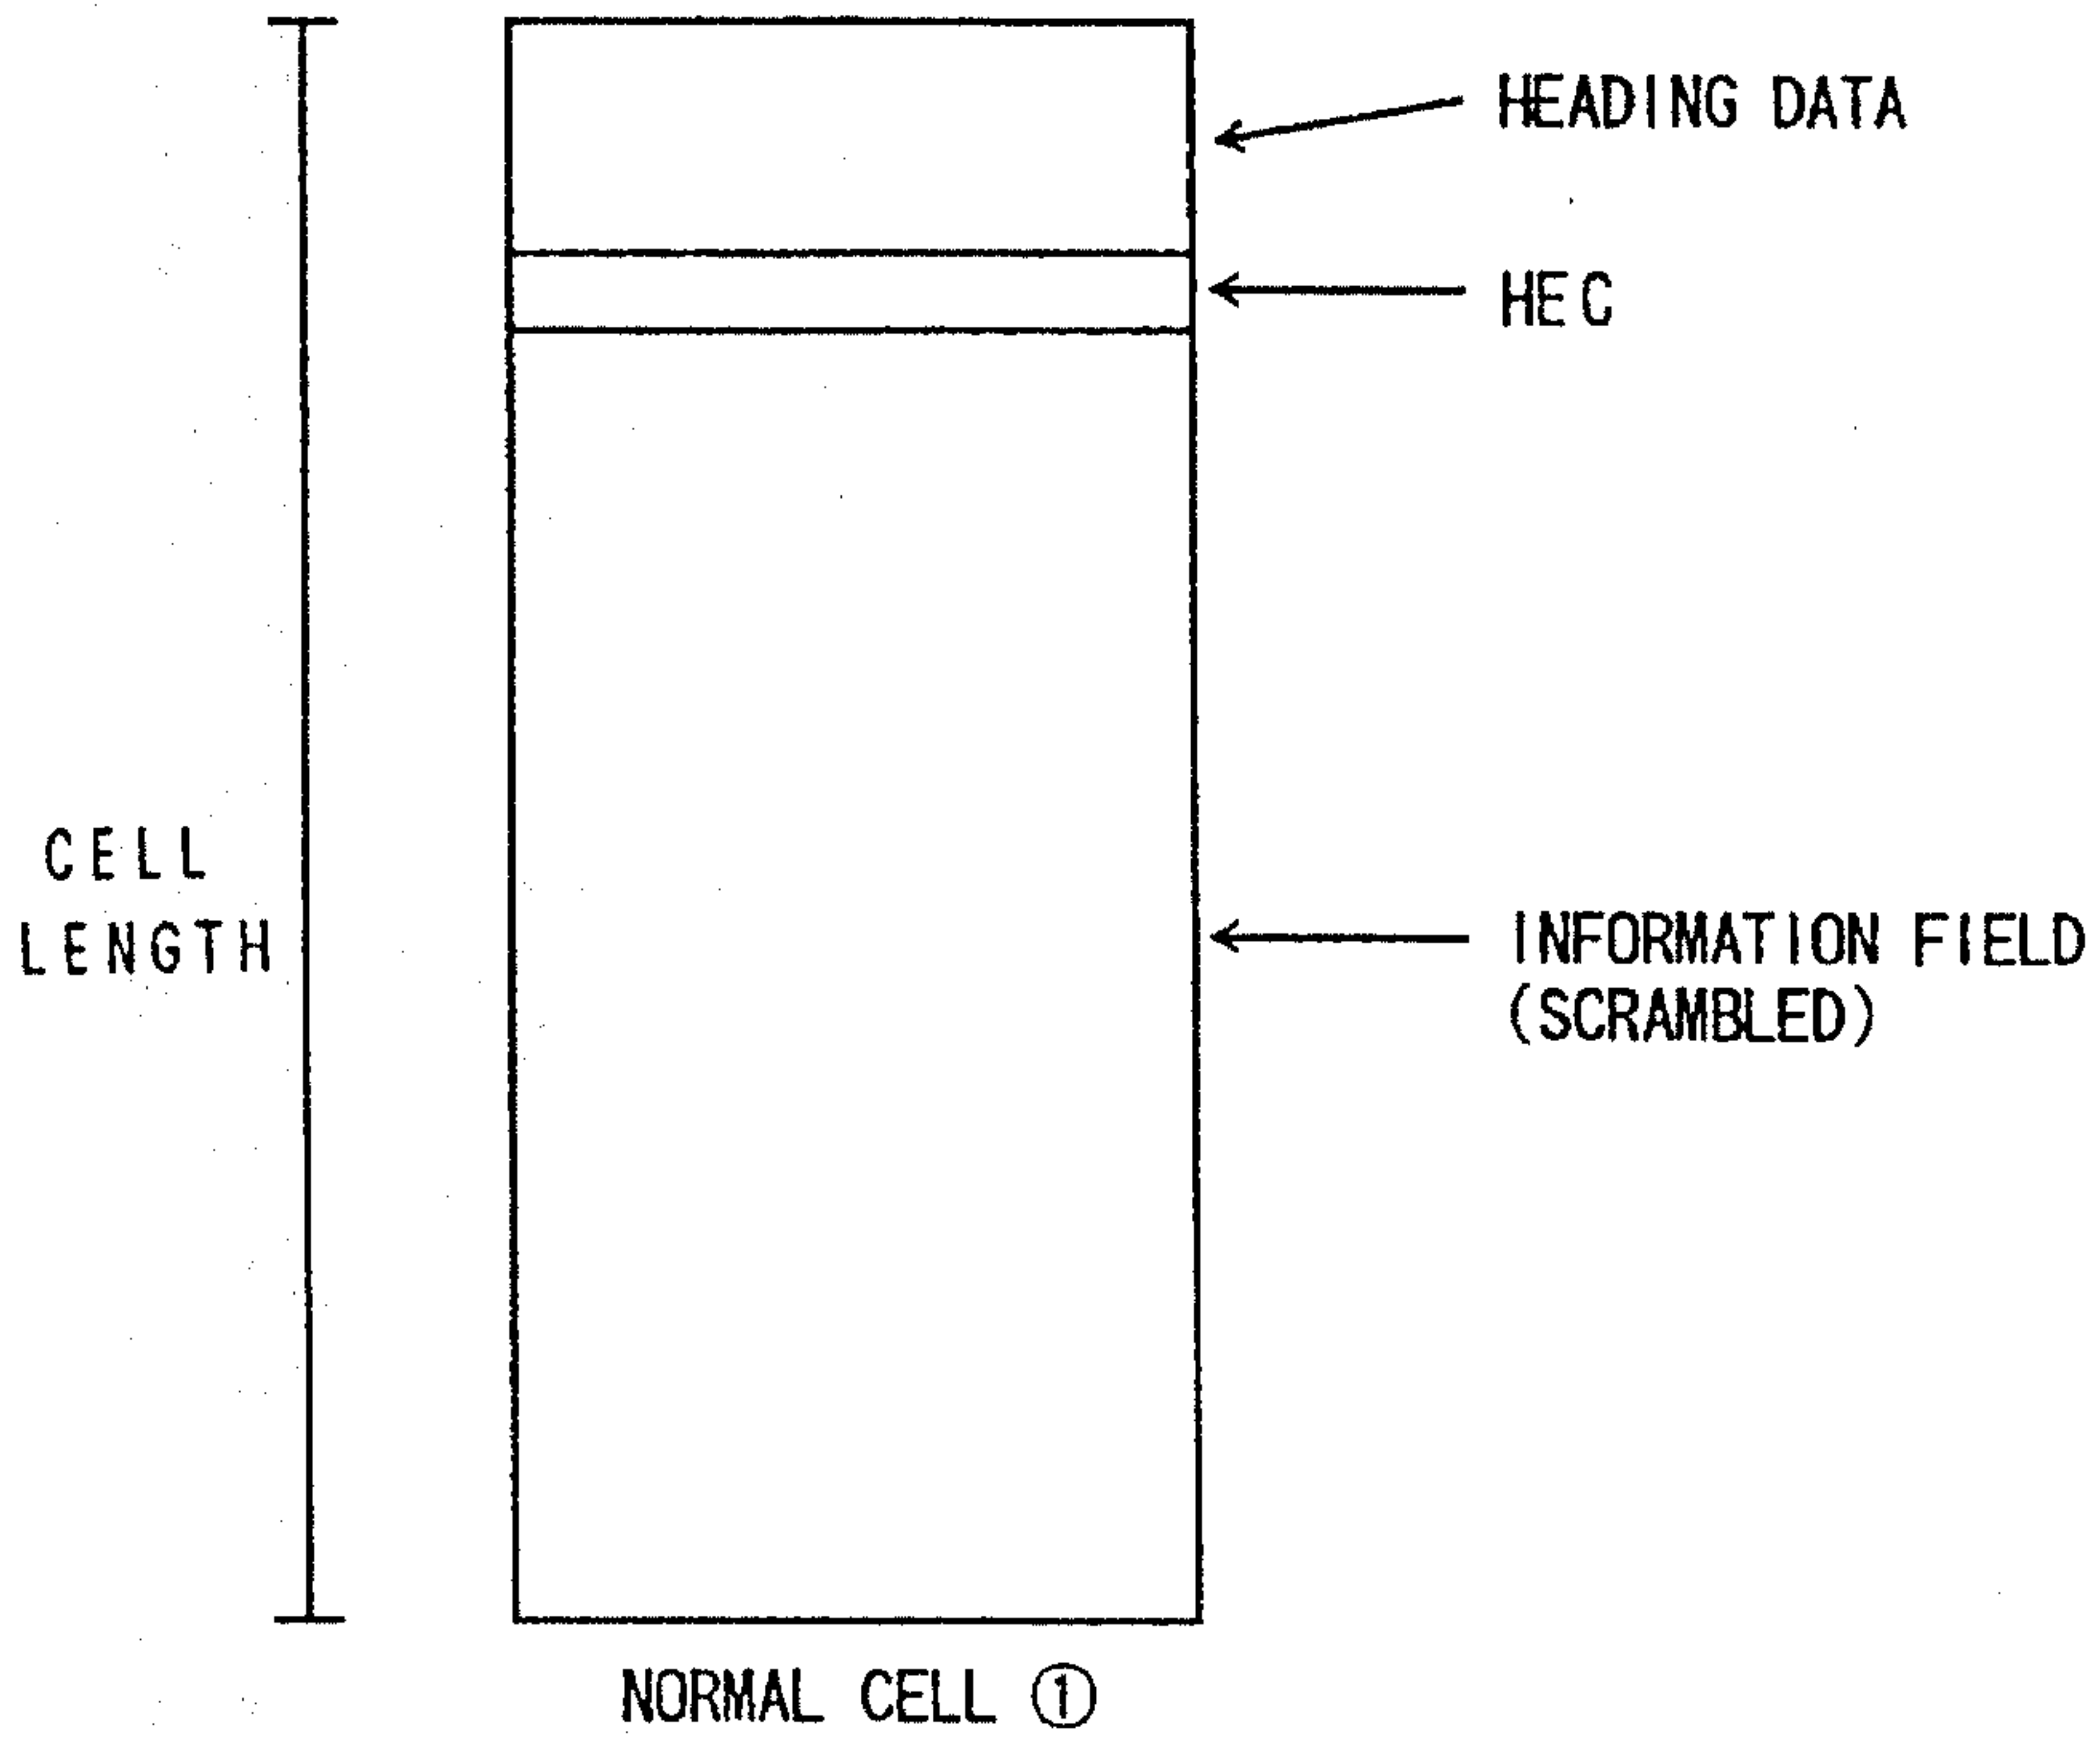 HEADING DATA
HEC
CELL
LENGTH
INFORMATION FIELD
(SCRAMBLED)
NORMAL CELL ①